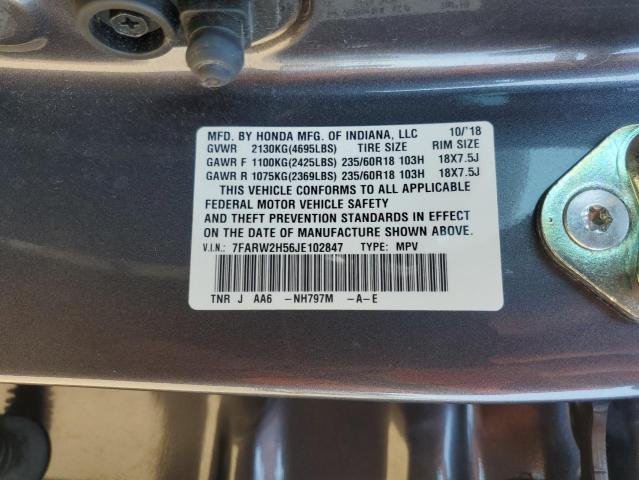 MFD. BY HONDA MFG. OF INDIANA, LLC 10/'18
GVWR 2130KG(4695LBS) TIRE SIZE RIM SIZE
GAWR F 1100KG(2425LBS) 235/60R18 103H 18X7.5J
GAWR R 1075KG(2369LBS) 235/60R18 103H 18X7.5J
THIS VEHICLE CONFORMS TO ALL APPLICABLE
FEDERAL MOTOR VEHICLE SAFETY
AND THEFT PREVENTION STANDARDS IN EFFECT
ON THE DATE OF MANUFACTURE SHOWN ABOVE.
V.I.N.: 7FARW2H56JE102847 TYPE: MPV
TNR J AA6 -NH797M -A-E